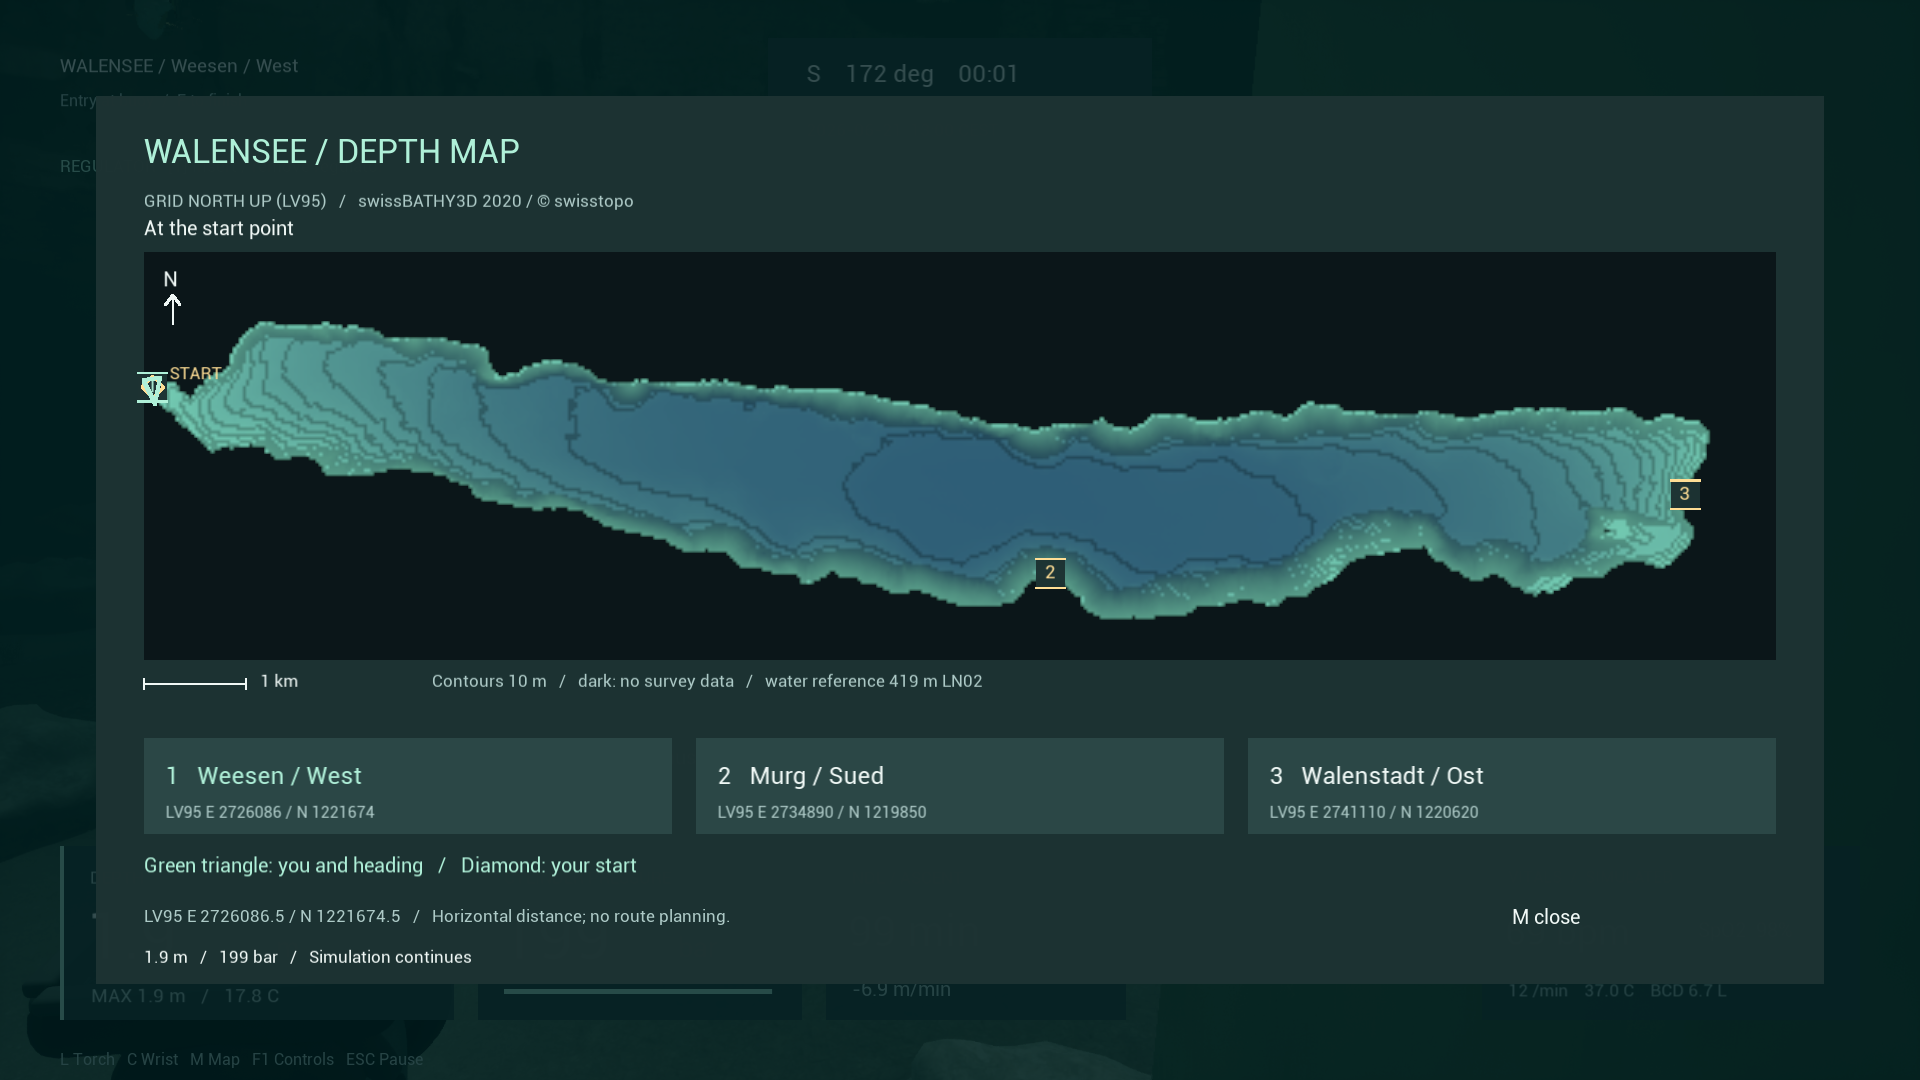 WALENSEE / Weesen / West
S 172 deg 00:01
Entry
REGU
WALENSEE / DEPTH MAP
GRID NORTH UP (LV95) / swissBATHY3D 2020 / © swisstopo
At the start point
N
START
3
2
1 km
Contours 10 m / dark: no survey data / water reference 419 m LN02
1 Weesen / West
LV95 E 2726086 / N 1221674
2 Murg / Sued
LV95 E 2734890 / N 1219850
3 Walenstadt / Ost
LV95 E 2741110 / N 1220620
Green triangle: you and heading / Diamond: your start
LV95 E 2726086.5 / N 1221674.5 / Horizontal distance; no route planning.
M close
1.9 m / 199 bar / Simulation continues
MAX 1.9 m / 17.8 C
-6.9 m/min
12 /min 37.0 C BCD 6.7 L
L Torch C Wrist M Map F1 Controls ESC Pause